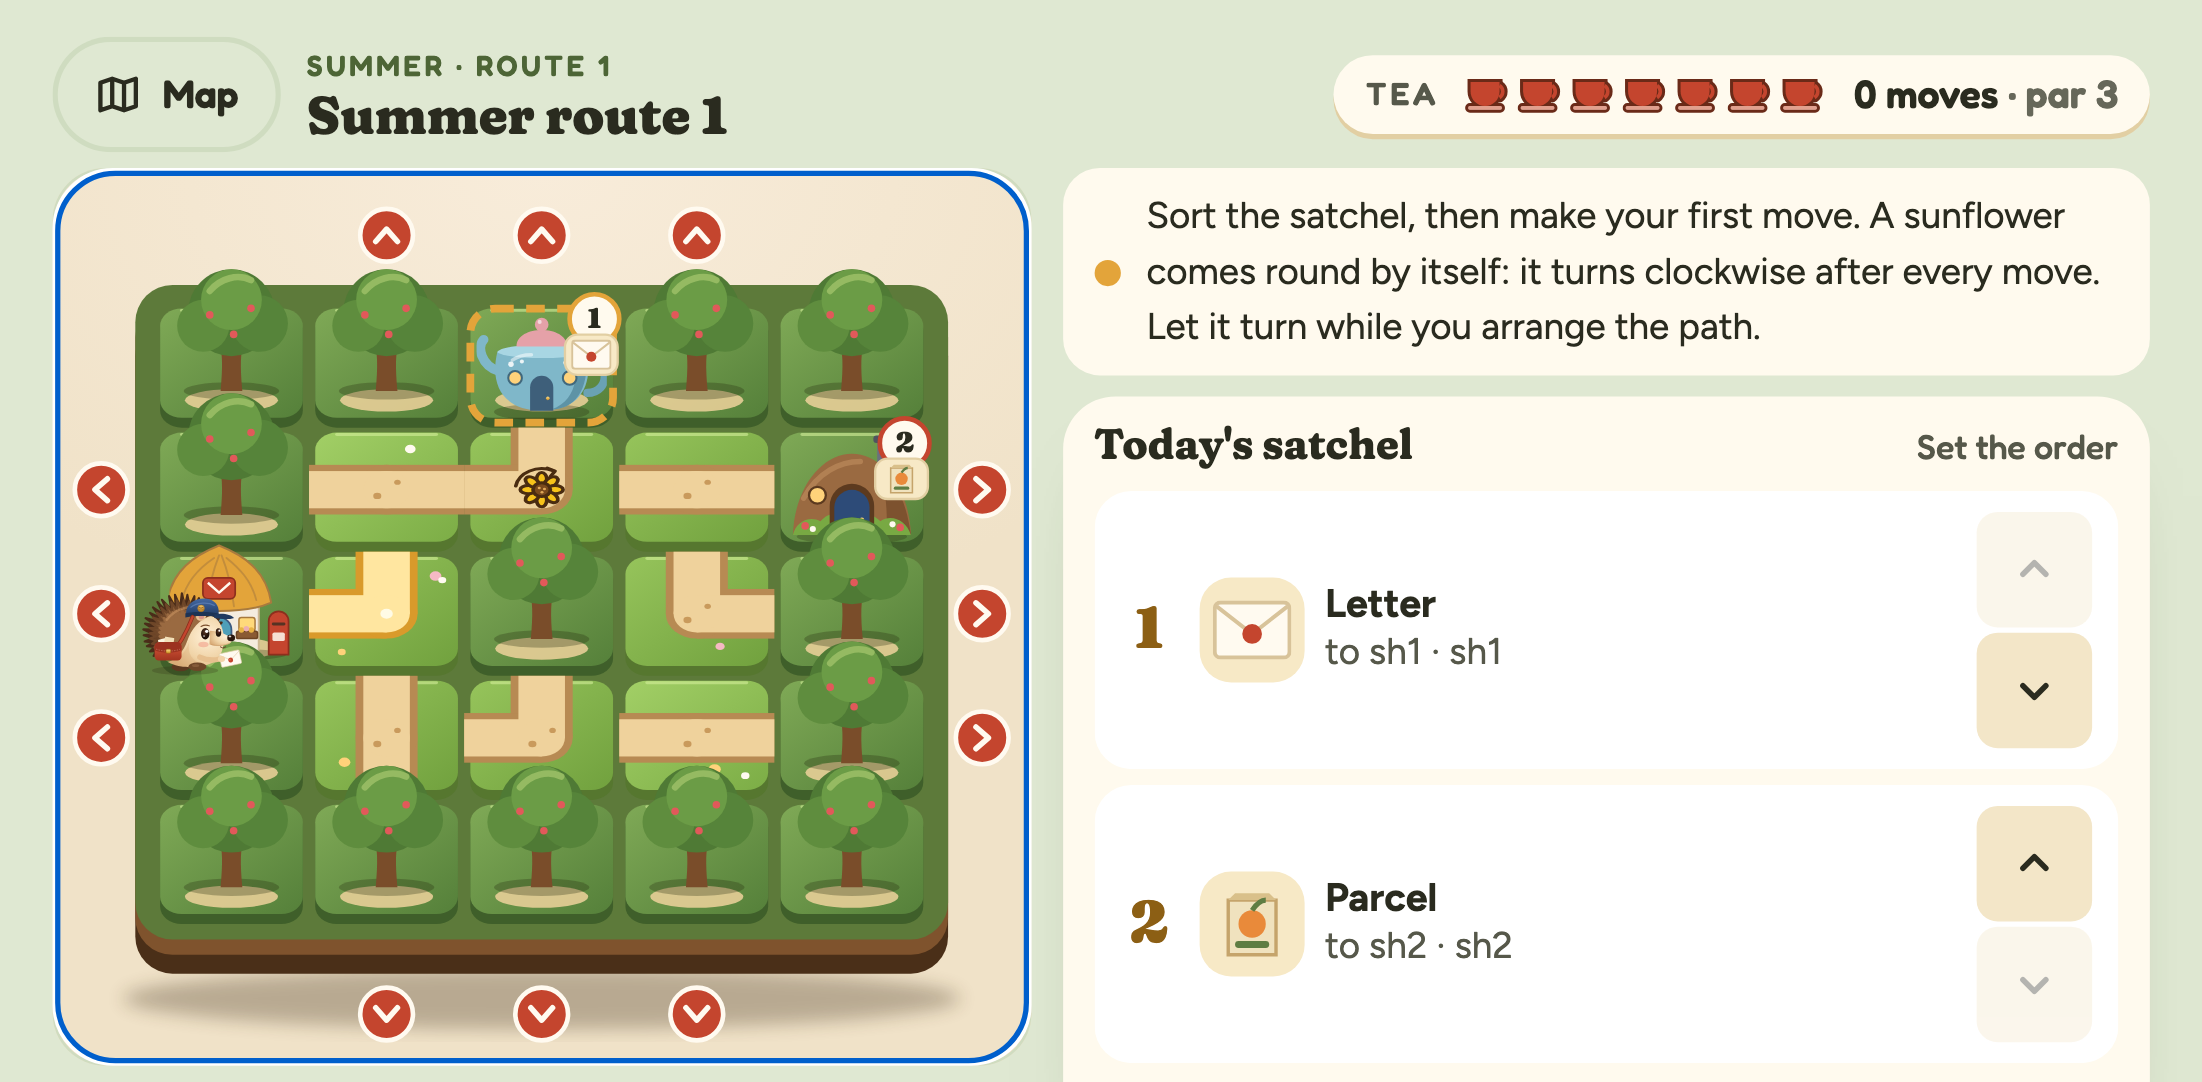 Map
SUMMER · ROUTE 1
Summer route 1
TEA
0 moves · par 3
1
2
Sort the satchel, then make your first move. A sunflower
comes round by itself: it turns clockwise after every move.
Let it turn while you arrange the path.
Today's satchel
Set the order
1
Letter
to sh1 · sh1
2
Parcel
to sh2 · sh2